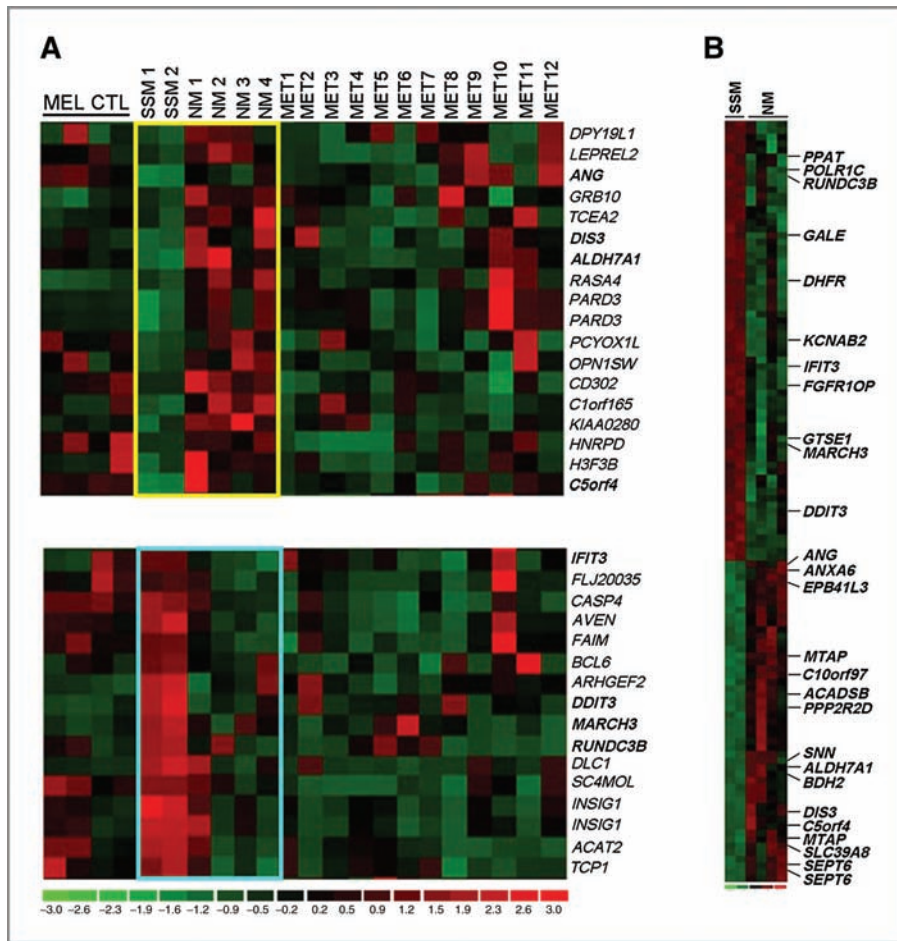 A
MEL CTL
SSM 1
SSM 2
NM 1
NM 2
NM 3
NM 4
MET1
MET2
MET3
MET4
MET5
MET6
MET7
MET8
MET9
MET10
MET11
MET12
DPY19L1
LEPREL2
ANG
GRB10
TCEA2
DIS3
ALDH7A1
RASA4
PARD3
PARD3
PCYOX1L
OPN1SW
CD302
C1orf165
KIAA0280
HNRPD
H3F3B
C5orf4
IFIT3
FLJ20035
CASP4
AVEN
FAIM
BCL6
ARHGEF2
DDIT3
MARCH3
RUNDC3B
DLC1
SC4MOL
INSIG1
INSIG1
ACAT2
TCP1
−3.0 −2.6 −2.3 −1.9 −1.6 −1.2 −0.9 −0.5 −0.2 0.2 0.5 0.9 1.2 1.5 1.9 2.3 2.6 3.0
B
SSM
NM
PPAT
POLR1C
RUNDC3B
GALE
DHFR
KCNAB2
IFIT3
FGFR1OP
GTSE1
MARCH3
DDIT3
ANG
ANXA6
EPB41L3
MTAP
C10orf97
ACADSB
PPP2R2D
SNN
ALDH7A1
BDH2
DIS3
C5orf4
MTAP
SLC39A8
SEPT6
SEPT6